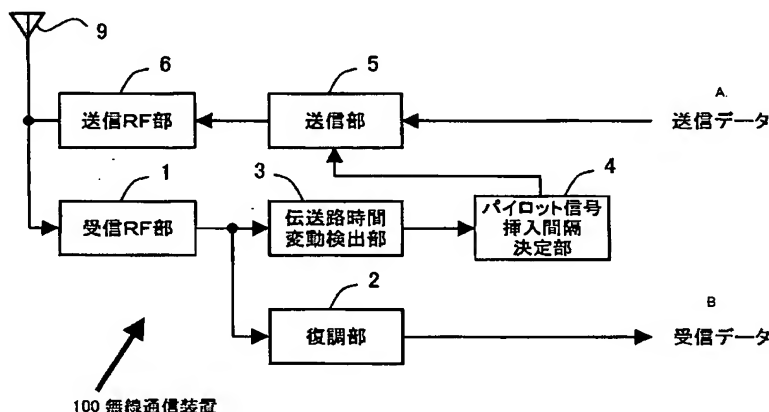 9
6
5
A.
送信RF部
送信部
送信データ
1
3
4
受信RF部
伝送路時間
変動検出部
パイロット信号
挿入間隔
決定部
2
B
復調部
受信データ
100 無線通信装置